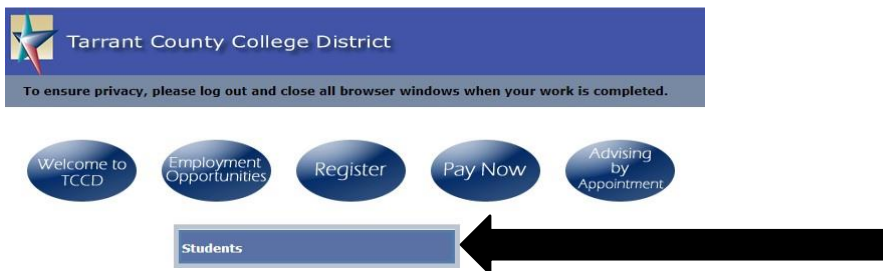 Tarrant County College District
To ensure privacy, please log out and close all browser windows when your work is completed.
Welcome to
TCCD
Employment
Opportunities
Register
Pay Now
Advising
by
Appointment
Students